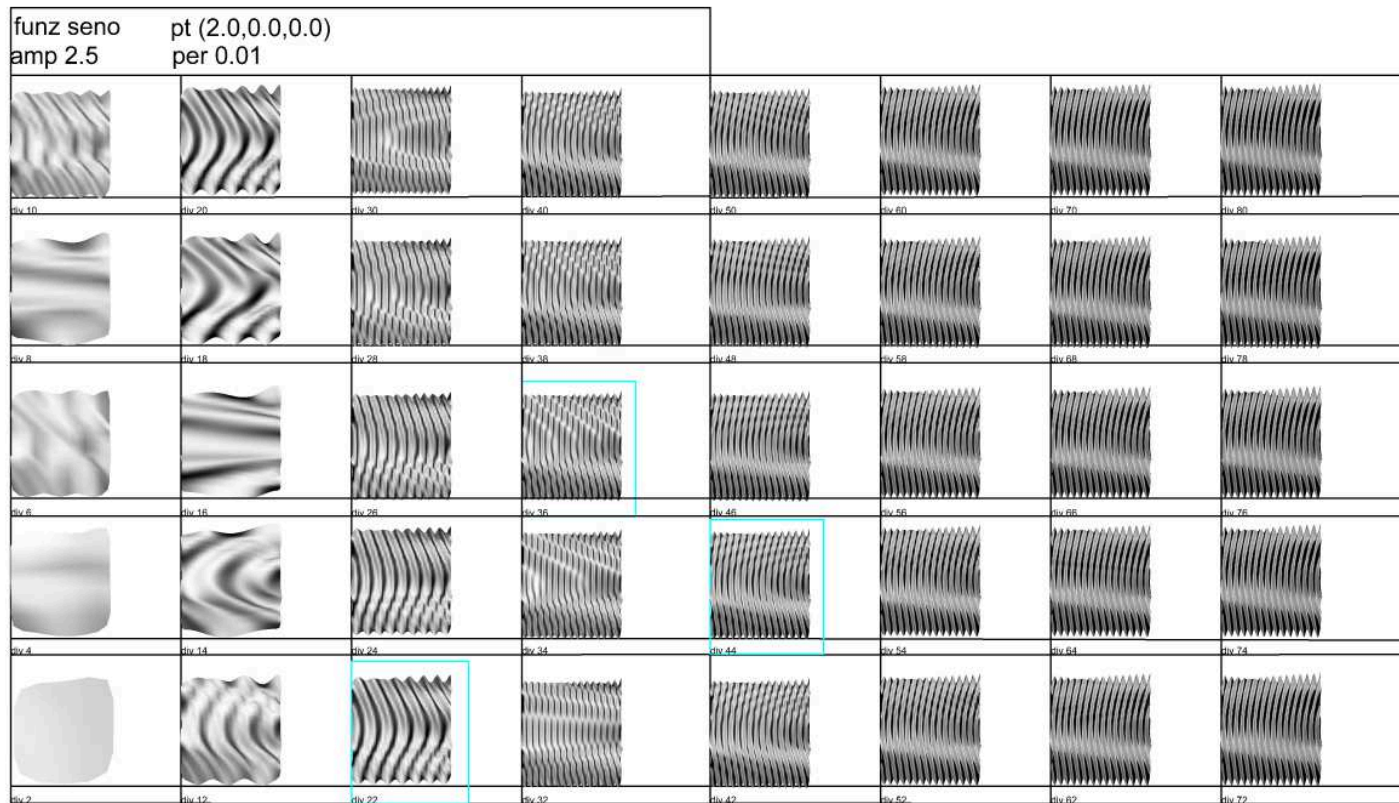 funz seno pt (2.0,0.0,0.0)
amp 2.5 per 0.01
div 10 div 20 div 30 div 40 div 50 div 60 div 70 div 80
div 8 div 18 div 28 div 38 div 48 div 58 div 68 div 78
div 6 div 16 div 26 div 36 div 46 div 56 div 66 div 76
div 4 div 14 div 24 div 34 div 44 div 54 div 64 div 74
div 2 div 12 div 22 div 32 div 42 div 52 div 62 div 72